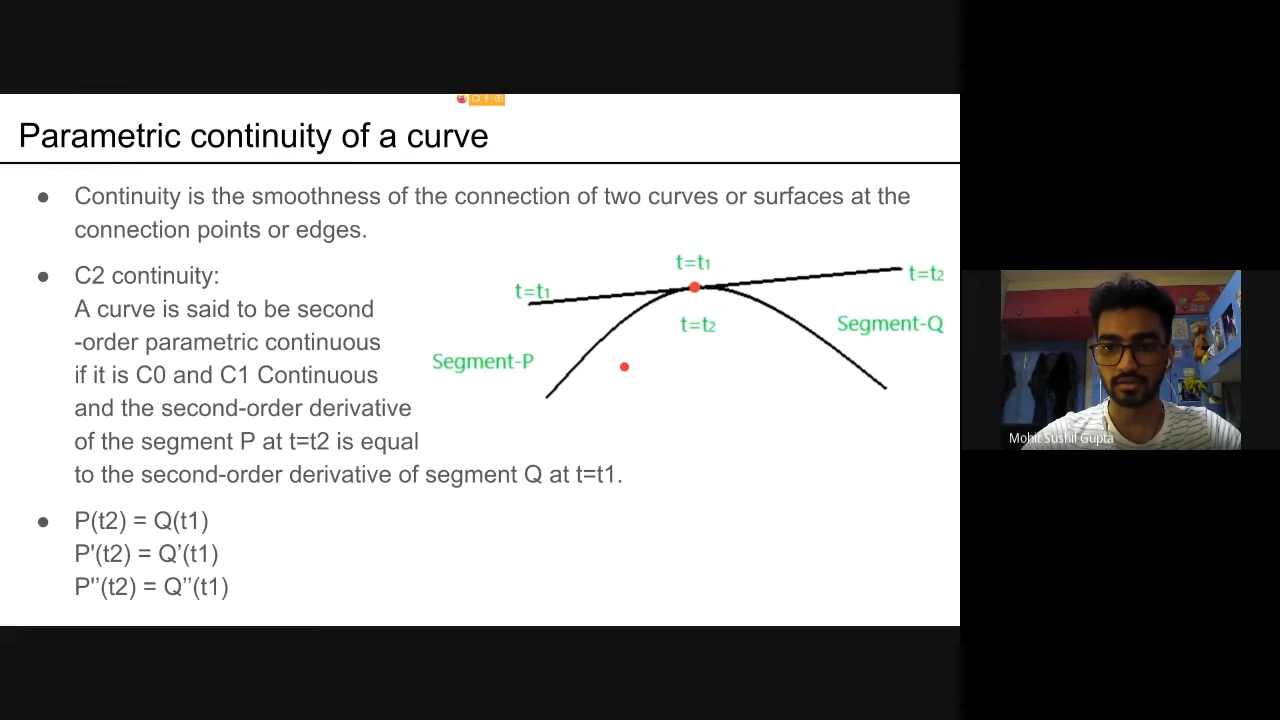 Parametric continuity of a curve
● Continuity is the smoothness of the connection of two curves or surfaces at the
connection points or edges.
● C2 continuity:
A curve is said to be second
-order parametric continuous
if it is C0 and C1 Continuous
and the second-order derivative
of the segment P at t=t2 is equal
to the second-order derivative of segment Q at t=t1.
● P(t2) = Q(t1)
P'(t2) = Q’(t1)
P'’(t2) = Q’’(t1)
t=t₁
t=t₂
t=t₁
t=t₂
Segment-Q
Segment-P
Mohit Sushil Gupta